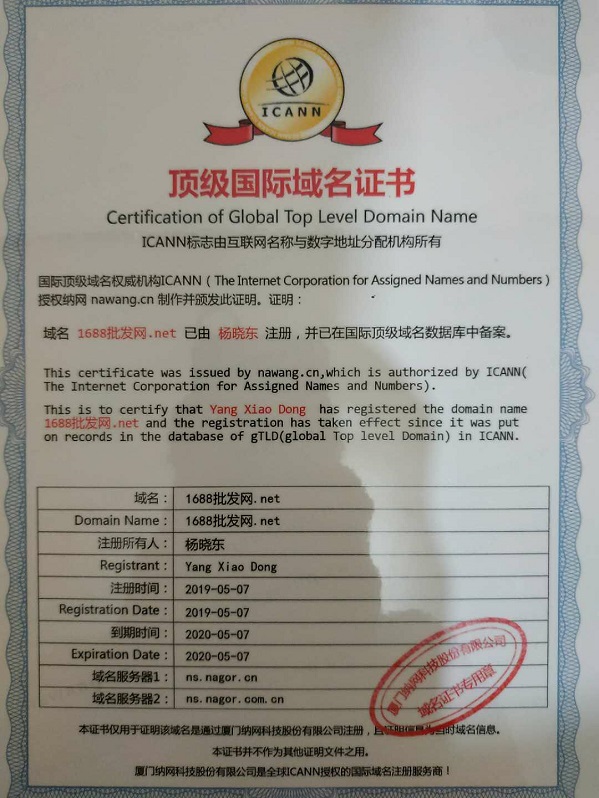 ICANN
顶级国际域名证书
Certification of Global Top Level Domain Name
ICANN标志由互联网名称与数字地址分配机构所有
国际顶级域名权威机构ICANN（The Internet Corporation for Assigned Names and Numbers）
授权纳网 nawang.cn 制作并颁发此证明。证明：
域名 1688批发网.net 已由 杨晓东 注册，并已在国际顶级域名数据库中备案。
This certificate was issued by nawang.cn,which is authorized by ICANN(
The Internet Corporation for Assigned Names and Numbers).
This is to certify that Yang Xiao Dong has registered the domain name
1688批发网.net and the registration has taken effect since it was put
on records in the database of gTLD(global Top level Domain) in ICANN.
域名： 1688批发网.net
Domain Name： 1688批发网.net
注册所有人： 杨晓东
Registrant： Yang Xiao Dong
注册时间： 2019-05-07
Registration Date： 2019-05-07
到期时间： 2020-05-07
Expiration Date： 2020-05-07
域名服务器1： ns.nagor.cn
域名服务器2： ns.nagor.com.cn
厦门纳网科技股份有限公司
域名证书专用章
本证书仅用于证明该域名是通过厦门纳网科技股份有限公司注册，且证明信息为当时域名信息。
本证书并不作为其他证明文件之用。
厦门纳网科技股份有限公司是全球ICANN授权的国际域名注册服务商！